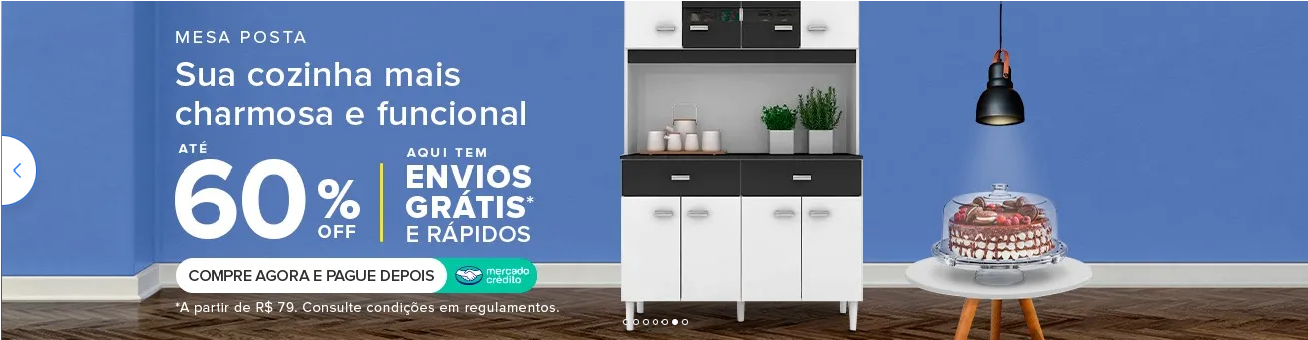 MESA POSTA
Sua cozinha mais
charmosa e funcional
ATÉ
60%
OFF
AQUI TEM
ENVIOS
GRÁTIS*
E RÁPIDOS
COMPRE AGORA E PAGUE DEPOIS
mercado
crédito
*A partir de R$ 79. Consulte condições em regulamentos.